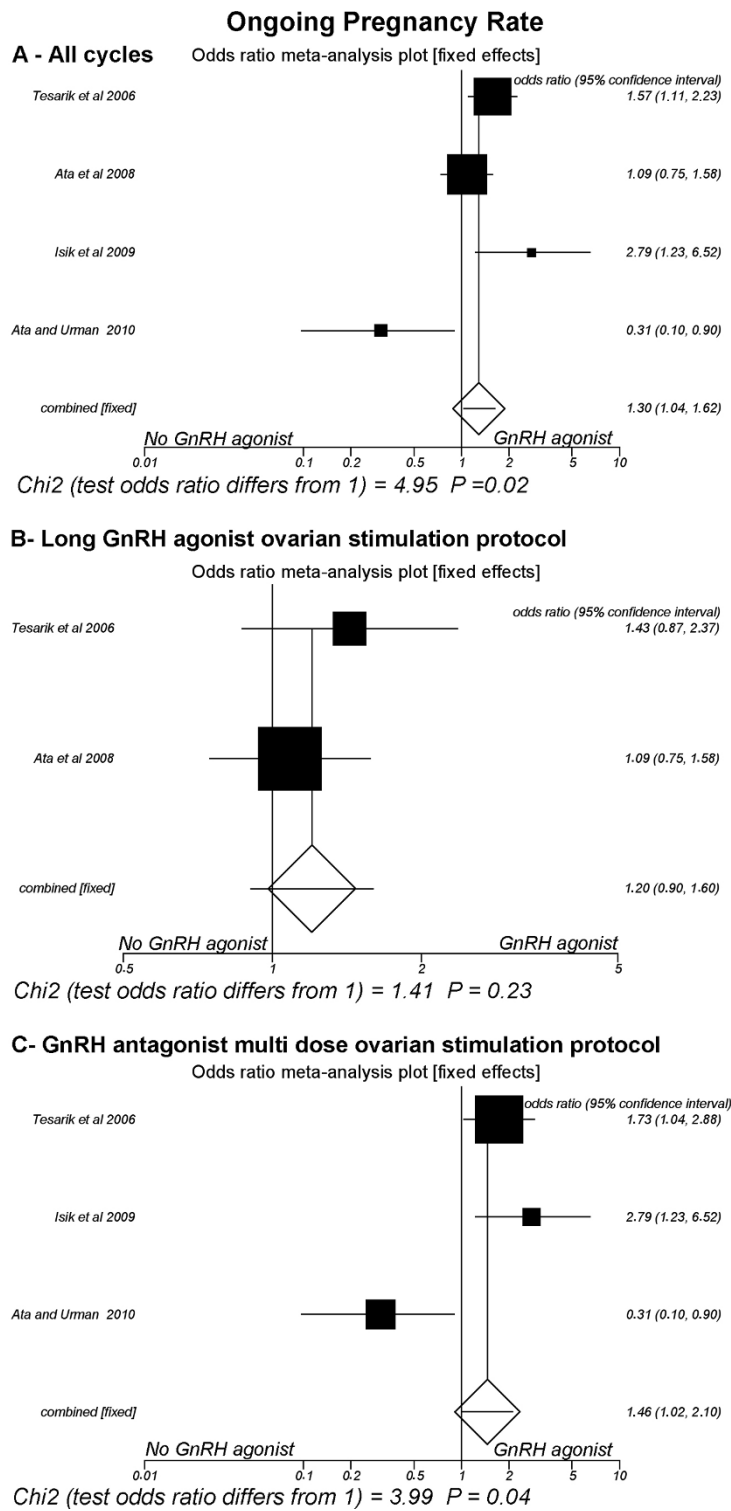 Ongoing Pregnancy Rate
A - All cycles
Odds ratio meta-analysis plot [fixed effects]
odds ratio (95% confidence interval)
Tesarik et al 2006 1.57 (1.11, 2.23)
Ata et al 2008 1.09 (0.75, 1.58)
Isik et al 2009 2.79 (1.23, 6.52)
Ata and Urman 2010 0.31 (0.10, 0.90)
combined [fixed] 1.30 (1.04, 1.62)
No GnRH agonist GnRH agonist
0.01 0.1 0.2 0.5 1 2 5 10
Chi2 (test odds ratio differs from 1) = 4.95 P =0.02
B- Long GnRH agonist ovarian stimulation protocol
Odds ratio meta-analysis plot [fixed effects]
odds ratio (95% confidence interval)
Tesarik et al 2006 1.43 (0.87, 2.37)
Ata et al 2008 1.09 (0.75, 1.58)
combined [fixed] 1.20 (0.90, 1.60)
No GnRH agonist GnRH agonist
0.5 1 2 5
Chi2 (test odds ratio differs from 1) = 1.41 P = 0.23
C- GnRH antagonist multi dose ovarian stimulation protocol
Odds ratio meta-analysis plot [fixed effects]
odds ratio (95% confidence interval)
Tesarik et al 2006 1.73 (1.04, 2.88)
Isik et al 2009 2.79 (1.23, 6.52)
Ata and Urman 2010 0.31 (0.10, 0.90)
combined [fixed] 1.46 (1.02, 2.10)
No GnRH agonist GnRH agonist
0.01 0.1 0.2 0.5 1 2 5 10
Chi2 (test odds ratio differs from 1) = 3.99 P = 0.04